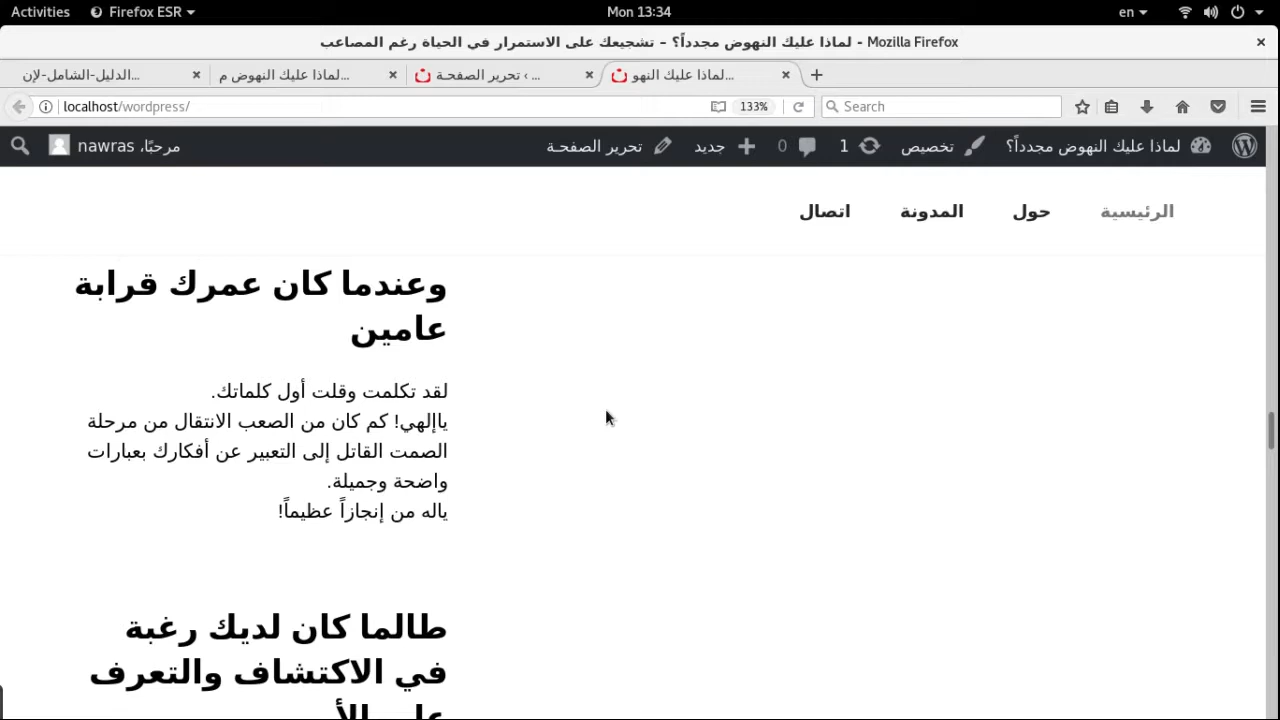 Activities Firefox ESR Mon 13:34 en
لماذا عليك النهوض مجدداً؟ – تشجيعك على الاستمرار في الحياة رغم المصاعب - Mozilla Firefox
الدليل-الشامل-لإن... لماذا عليك النهوض م... ‹ تحرير الصفحـة ... لماذا عليك النهو...
localhost/wordpress/ 133% Search
لماذا عليك النهوض مجدداً؟ تخصيص 1 0 جديد تحرير الصفحـة مرحبًا، nawras
الرئيسية حول المدونة اتصال
وعندما كان عمرك قرابة
عامين
لقد تكلمت وقلت أول كلماتك.
ياإلهي! كم كان من الصعب الانتقال من مرحلة
الصمت القاتل إلى التعبير عن أفكارك بعبارات
واضحة وجميلة.
ياله من إنجازاً عظيماً!
طالما كان لديك رغبة
في الاكتشاف والتعرف